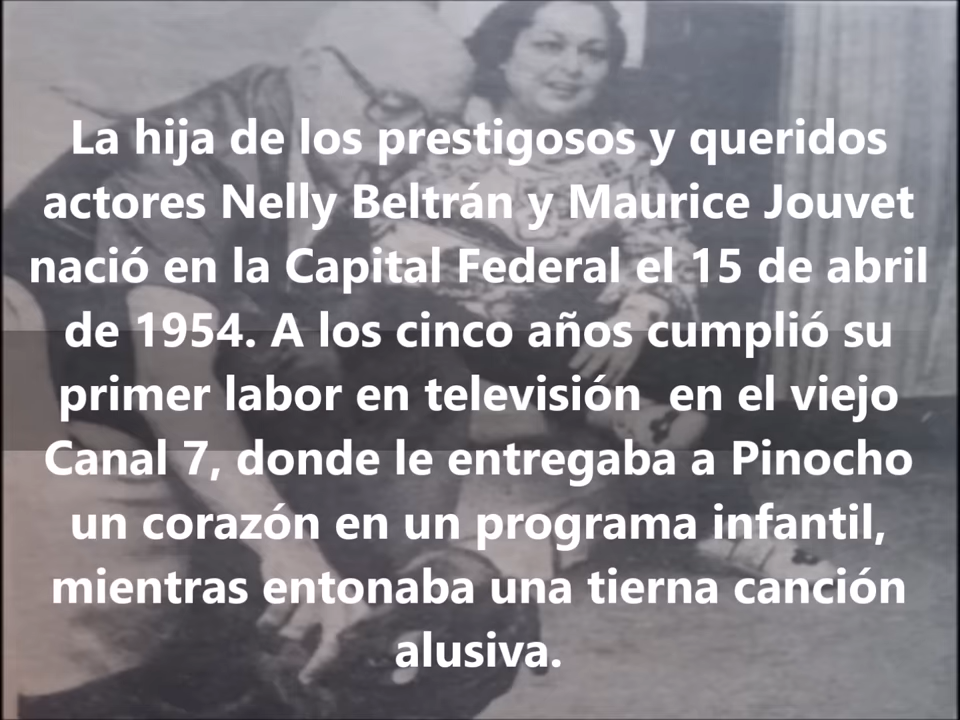 La hija de los prestigosos y queridos
actores Nelly Beltrán y Maurice Jouvet
nació en la Capital Federal el 15 de abril
de 1954. A los cinco años cumplió su
primer labor en televisión  en el viejo
Canal 7, donde le entregaba a Pinocho
un corazón en un programa infantil,
mientras entonaba una tierna canción
alusiva.